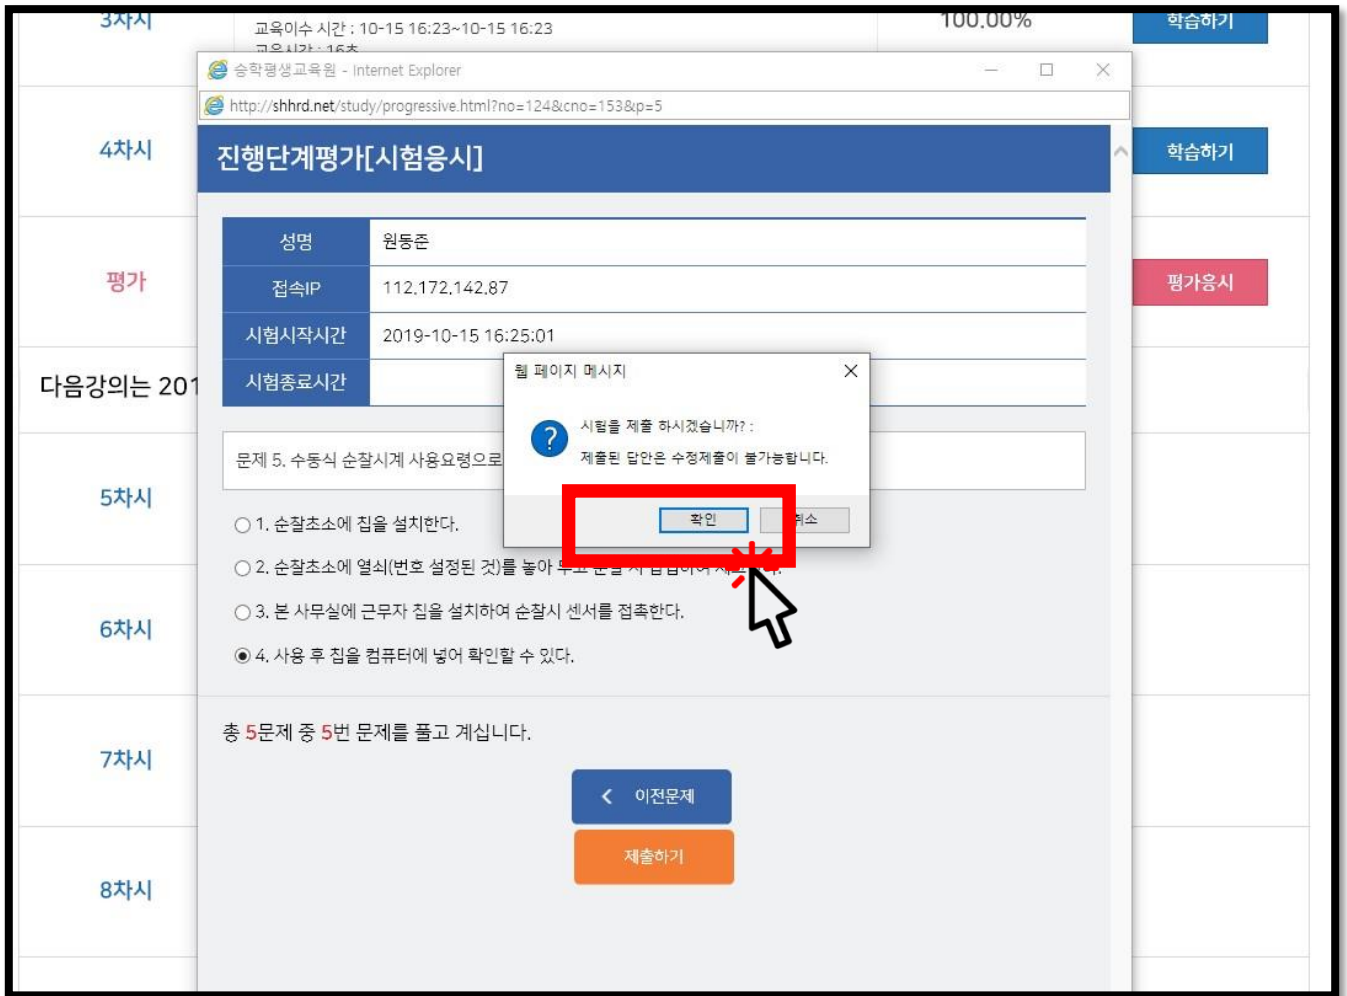 3차시
교육이수 시간 : 10-15 16:23~10-15 16:23
100.00%
학습하기
교육시간 : 16초
승학평생교육원 - Internet Explorer
http://shhrd.net/study/progressive.html?no=124&cno=153&p=5
4차시
진행단계평가[시험응시]
학습하기
성명
원동준
평가
접속IP
112.172.142.87
평가응시
시험시작시간
2019-10-15 16:25:01
다음강의는 201
시험종료시간
웹 페이지 메시지
시험을 제출 하시겠습니까? :
제출된 답안은 수정제출이 불가능합니다.
확인
취소
문제 5. 수동식 순찰시계 사용요령으로
5차시
1. 순찰초소에 칩을 설치한다.
2. 순찰초소에 열쇠(번호 설정된 것)를 놓아
6차시
3. 본 사무실에 근무자 칩을 설치하여 순찰시 센서를 접촉한다.
4. 사용 후 칩을 컴퓨터에 넣어 확인할 수 있다.
총 5문제 중 5번 문제를 풀고 계십니다.
7차시
이전문제
제출하기
8차시